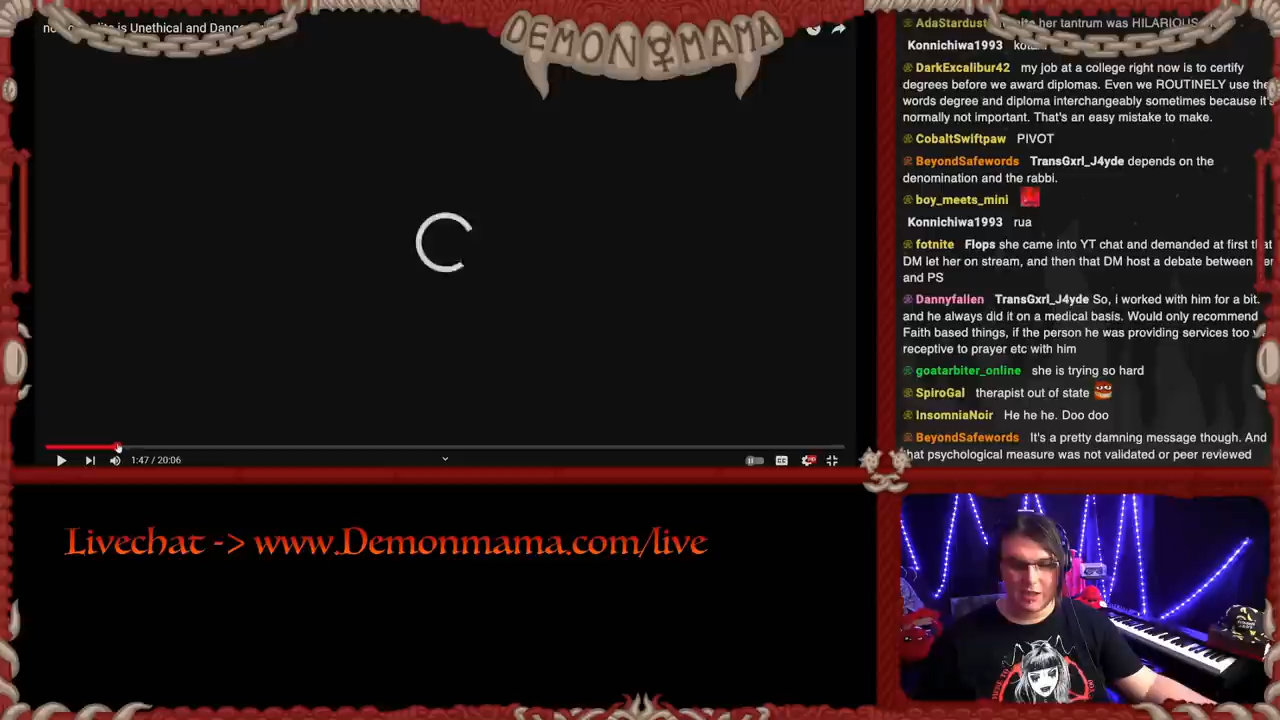 is Unethical and
DEMON MAMA
AdaStardust her tantrum was HILARIOUS
Konnichiwa1993
DarkExcalibur42 my job at a college right now is to certify
degrees before we award diplomas. Even we ROUTINELY use the
words degree and diploma interchangeably sometimes because it's
normally not important. That's an easy mistake to make.
CobaltSwiftpaw PIVOT
BeyondSafewords TransGxrl_J4yde depends on the
denomination and the rabbi.
boy_meets_mini
Konnichiwa1993 rua
fotnite Flops she came into YT chat and demanded at first that
DM let her on stream, and then that DM host a debate between
and PS
Dannyfallen TransGxrl_J4yde So, i worked with him for a bit.
and he always did it on a medical basis. Would only recommend
Faith based things, if the person he was providing services too
receptive to prayer etc with him
goatarbiter_online she is trying so hard
SpiroGal therapist out of state
InsomniaNoir He he he. Doo doo
BeyondSafewords It's a pretty damning message though. And
that psychological measure was not validated or peer reviewed
1:47 / 20:06
CC
Livechat -> www.Demonmama.com/live